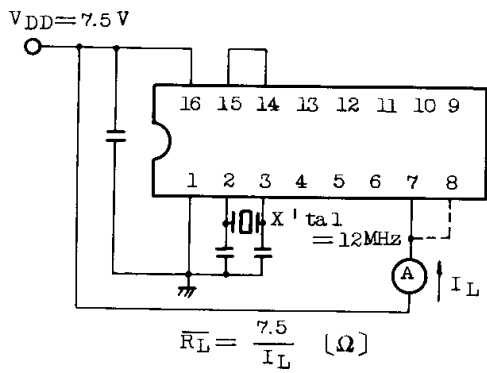 VDD=7.5V
16 15 14 13 12 11 10 9
1 2 3 4 5 6 7 8
X'tal
=12MHz
A
IL
RL= 7.5/IL [Ω]